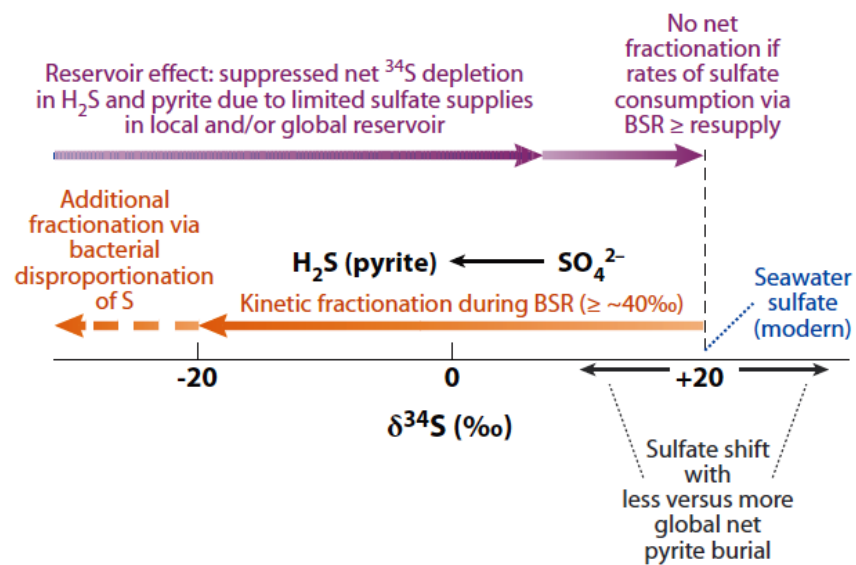 Reservoir effect: suppressed net ³⁴S depletion
in H₂S and pyrite due to limited sulfate supplies
in local and/or global reservoir
No net
fractionation if
rates of sulfate
consumption via
BSR ≥ resupply
Additional
fractionation via
bacterial
disproportionation
of S
H₂S (pyrite)
SO₄²⁻
Kinetic fractionation during BSR (≥ ~40‰)
Seawater
sulfate
(modern)
-20
0
+20
δ³⁴S (‰)
Sulfate shift
with
less versus more
global net
pyrite burial